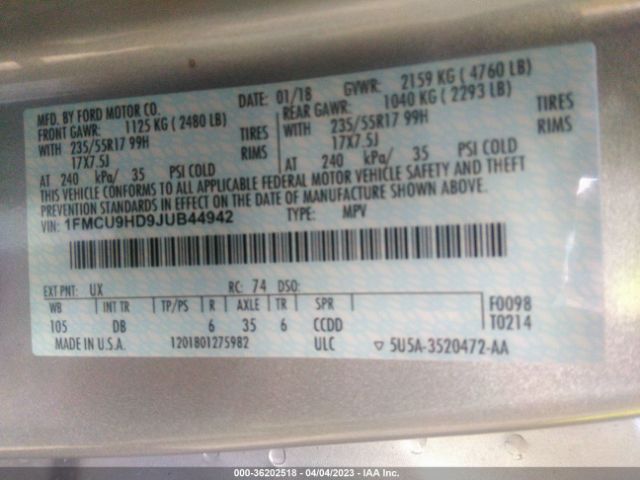 MFD. BY FORD MOTOR CO. DATE: 01/18 GVWR: 2159 KG ( 4760 LB)
FRONT GAWR: 1125 KG ( 2480 LB) REAR GAWR: 1040 KG ( 2293 LB)
WITH 235/55R17 99H TIRES WITH 235/55R17 99H TIRES
17X7.5J RIMS 17X7.5J RIMS
AT 240 kPa/ 35 PSI COLD AT 240 kPa/ 35 PSI COLD
THIS VEHICLE CONFORMS TO ALL APPLICABLE FEDERAL MOTOR VEHICLE SAFETY AND THEFT
PREVENTION STANDARDS IN EFFECT ON THE DATE OF MANUFACTURE SHOWN ABOVE.
VIN: 1FMCU9HD9JUB44942 TYPE: MPV
EXT PNT: UX RC: 74 DSO:
WB INT TR TP/PS R AXLE TR SPR F0098
105 DB 6 35 6 CCDD T0214
MADE IN U.S.A. 1201801275982 ULC ▽ 5U5A-3520472-AA
000-36202518 - 04/04/2023 - IAA Inc.